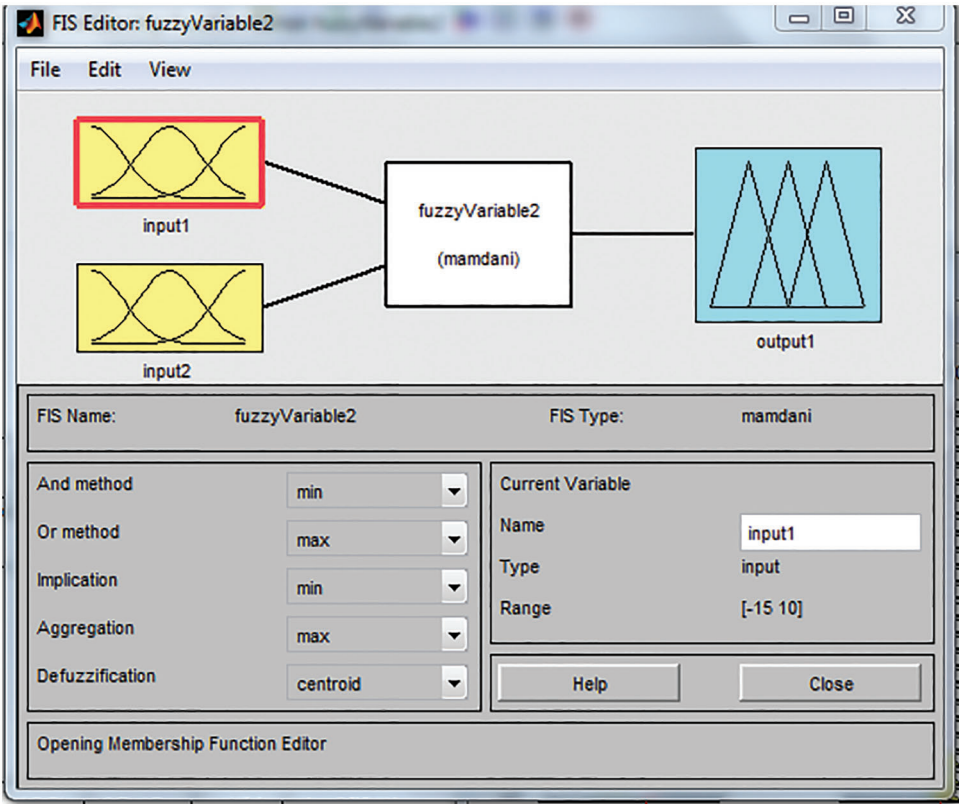 FIS Editor: fuzzyVariable2
File Edit View
input1
input2
fuzzyVariable2
(mamdani)
output1
FIS Name: fuzzyVariable2 FIS Type: mamdani
And method min
Or method max
Implication min
Aggregation max
Defuzzification centroid
Current Variable
Name input1
Type input
Range [-15 10]
Help Close
Opening Membership Function Editor